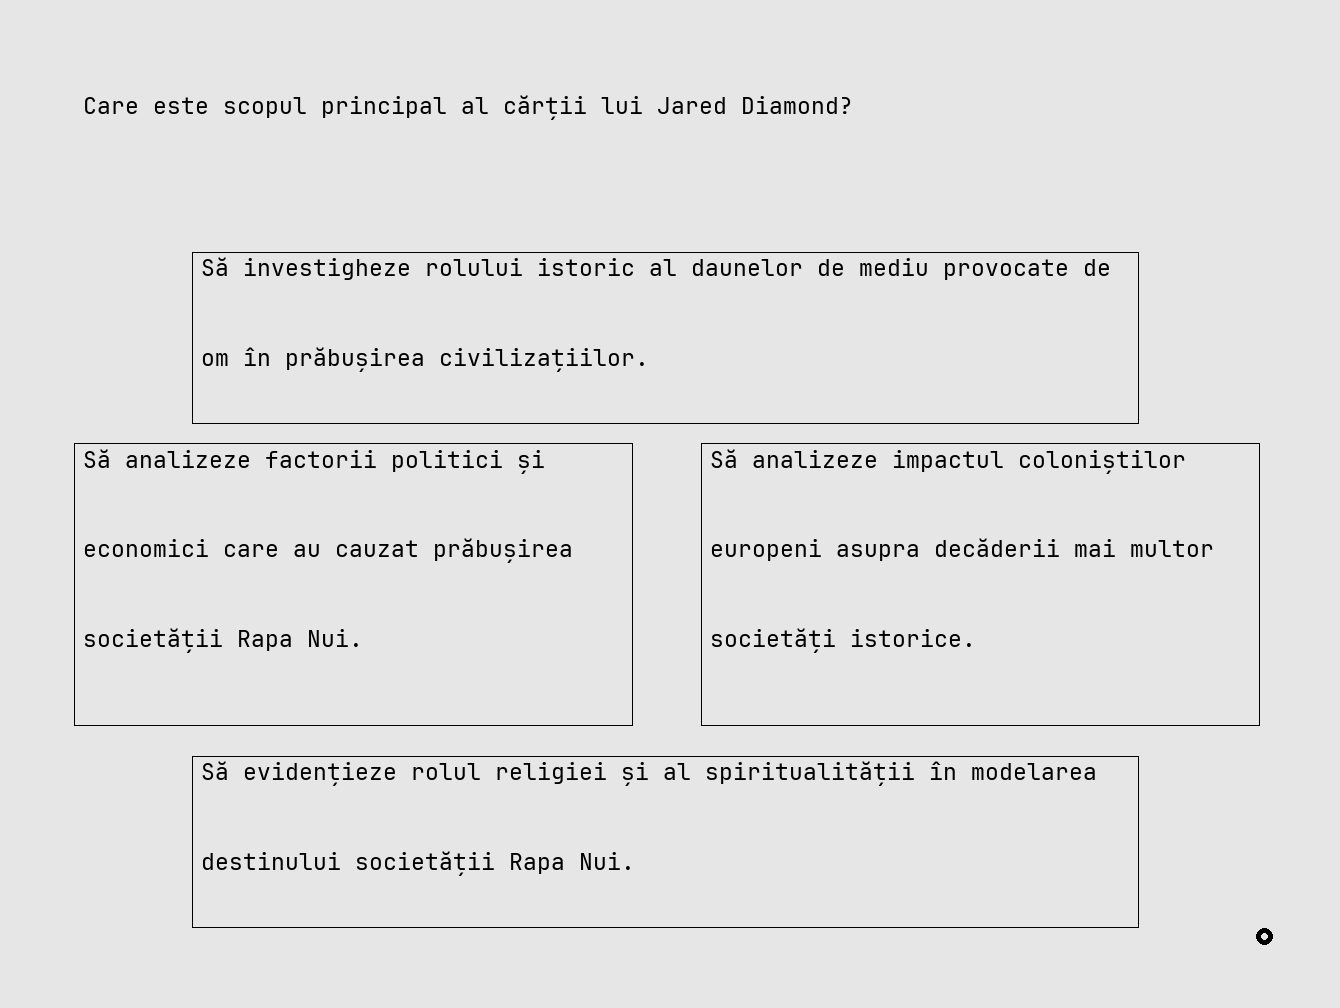 Care este scopul principal al cărții lui Jared Diamond?
Să investigheze rolului istoric al daunelor de mediu provocate de
om în prăbușirea civilizațiilor.
Să analizeze factorii politici și
economici care au cauzat prăbușirea
societății Rapa Nui.
Să analizeze impactul coloniștilor
europeni asupra decăderii mai multor
societăți istorice.
Să evidențieze rolul religiei și al spiritualității în modelarea
destinului societății Rapa Nui.